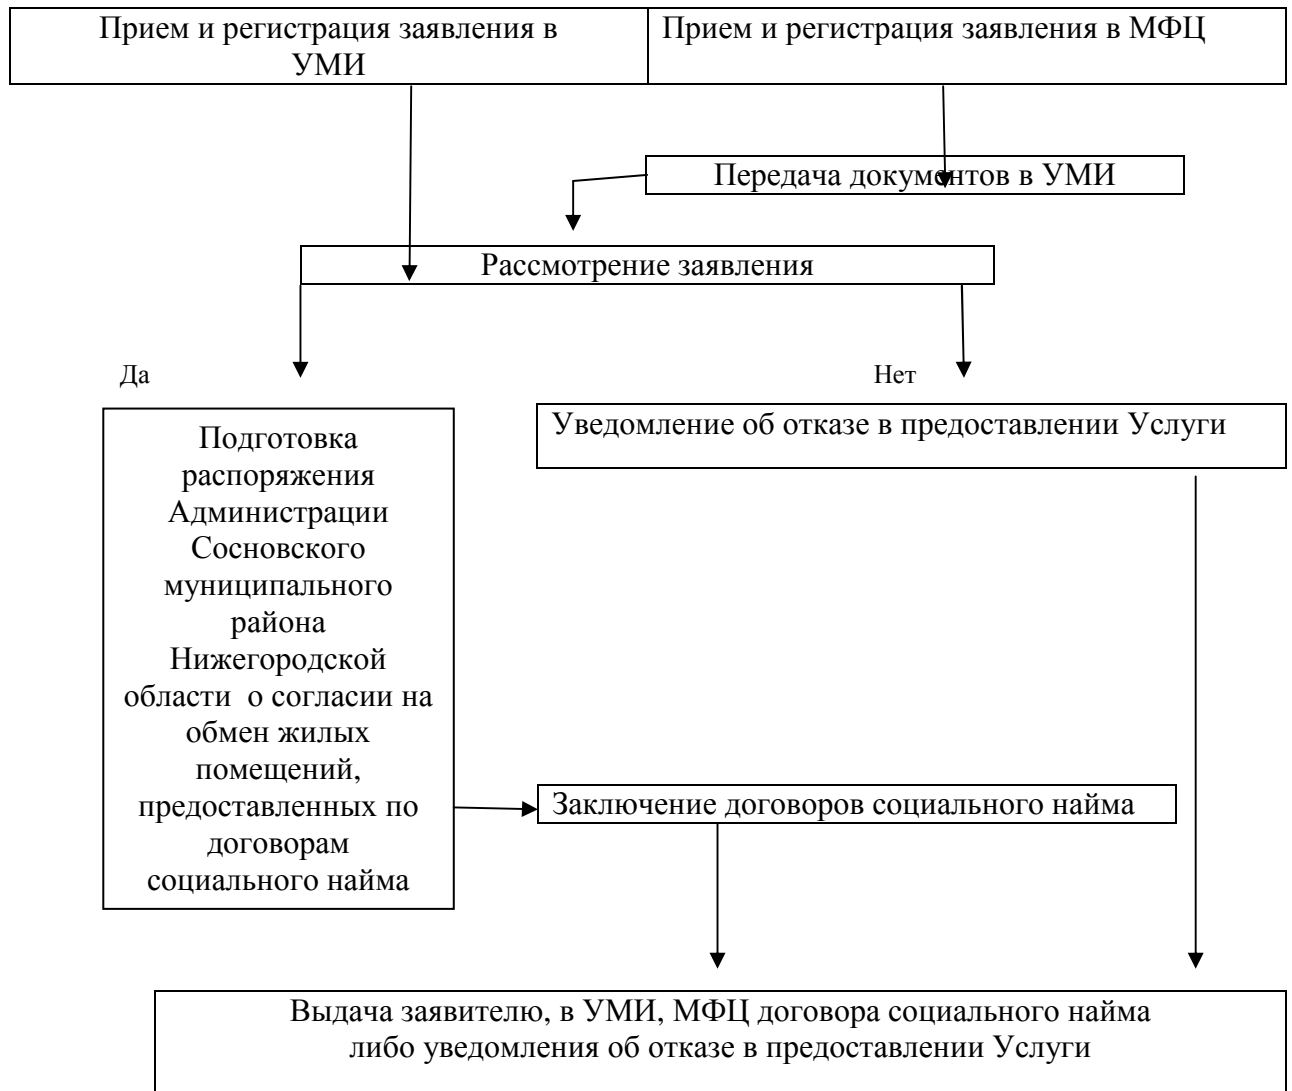 Прием и регистрация заявления в
УМИ
Прием и регистрация заявления в МФЦ
Передача документов в УМИ
Рассмотрение заявления
Да
Нет
Подготовка
распоряжения
Администрации
Сосновского
муниципального
района
Нижегородской
области о согласии на
обмен жилых
помещений,
предоставленных по
договорам
социального найма
Уведомление об отказе в предоставлении Услуги
Заключение договоров социального найма
Выдача заявителю, в УМИ, МФЦ договора социального найма
либо уведомления об отказе в предоставлении Услуги